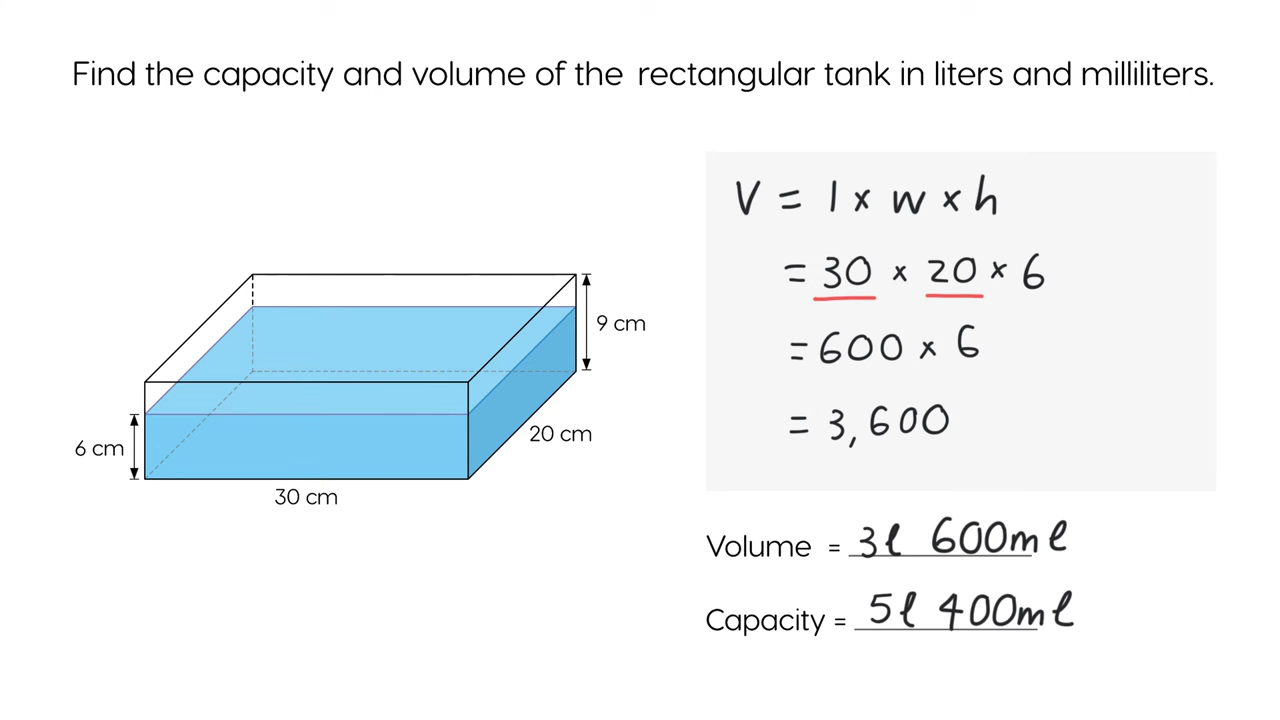 Find the capacity and volume of the rectangular tank in liters and milliliters.
V = l × w × h
= 30 × 20 × 6
= 600 × 6
= 3,600
9 cm
6 cm
20 cm
30 cm
Volume = 3ℓ 600mℓ
Capacity = 5ℓ 400mℓ